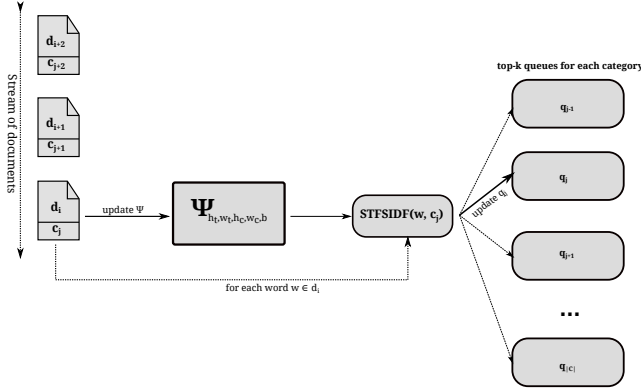 Stream of documents
d_{i+2}
c_{j+2}
d_{i+1}
c_{j+1}
d_i
c_j
update Ψ
Ψ_{h_t,w_t,h_c,w_c,b}
STFSIDF(w, c_j)
for each word w ∈ d_i
update q_j
top-k queues for each category
q_{j-1}
q_j
q_{j+1}
...
q_{|c|}